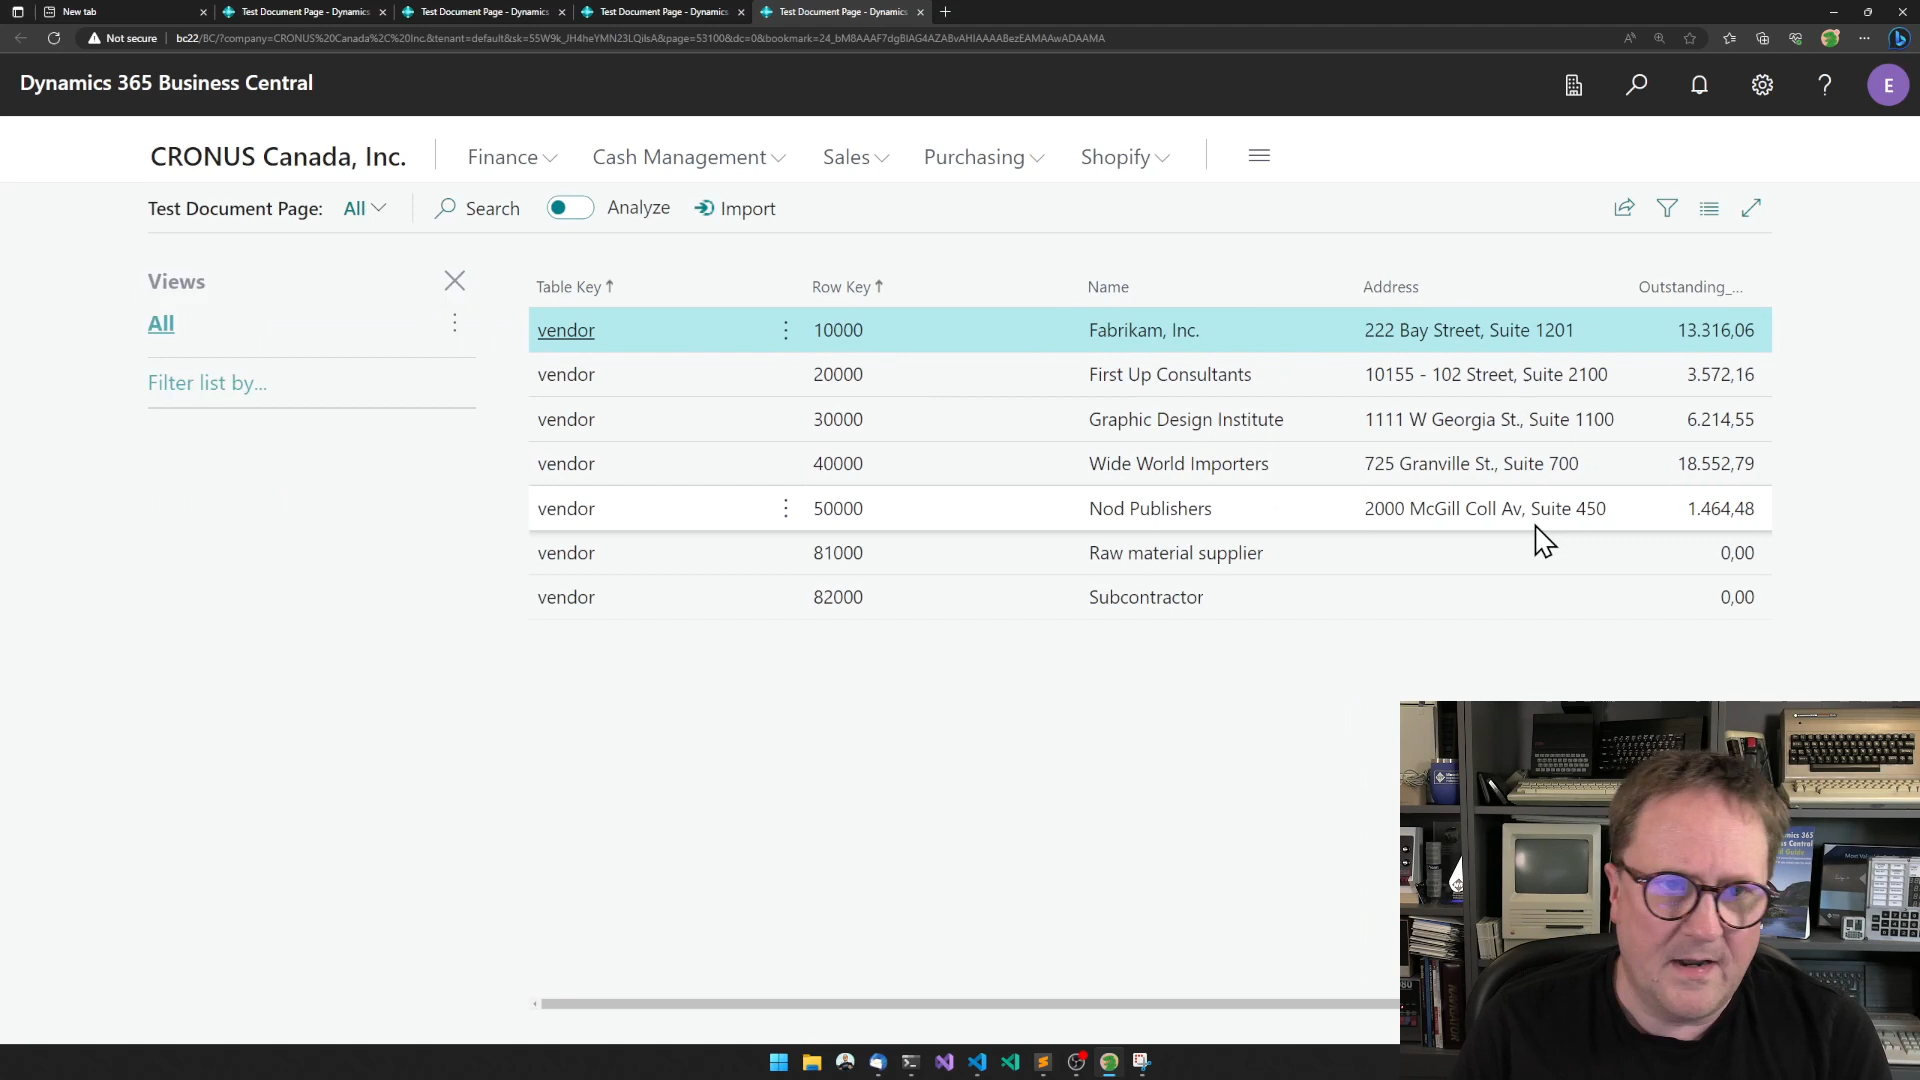 New tab
Test Document Page - Dynamics
Test Document Page - Dynamics
Test Document Page - Dynamics
Test Document Page - Dynamics
Not secure
bc22/BC/?company=CRONUS%20Canada%2C%20Inc.&tenant=default&sk=55W9k_JH4heYMN23LQilsA&page=53100&dc=0&bookmark=24_bM8AAAF7dgBlAG4AZABvAHIAAAABezEAMAAwADAAMA
Dynamics 365 Business Central
E
CRONUS Canada, Inc.
Finance
Cash Management
Sales
Purchasing
Shopify
Test Document Page:
All
Search
Analyze
Import
Views
All
Filter list by...
Table Key
Row Key
Name
Address
Outstanding_...
vendor 10000 Fabrikam, Inc. 222 Bay Street, Suite 1201 13.316,06
vendor 20000 First Up Consultants 10155 - 102 Street, Suite 2100 3.572,16
vendor 30000 Graphic Design Institute 1111 W Georgia St., Suite 1100 6.214,55
vendor 40000 Wide World Importers 725 Granville St., Suite 700 18.552,79
vendor 50000 Nod Publishers 2000 McGill Coll Av, Suite 450 1.464,48
vendor 81000 Raw material supplier 0,00
vendor 82000 Subcontractor 0,00